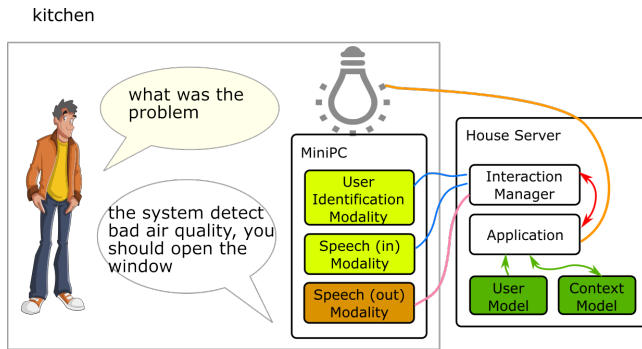 kitchen
what was the
problem
the system detect
bad air quality, you
should open the
window
MiniPC
User
Identification
Modality
Speech (in)
Modality
Speech (out)
Modality
House Server
Interaction
Manager
Application
User
Model
Context
Model